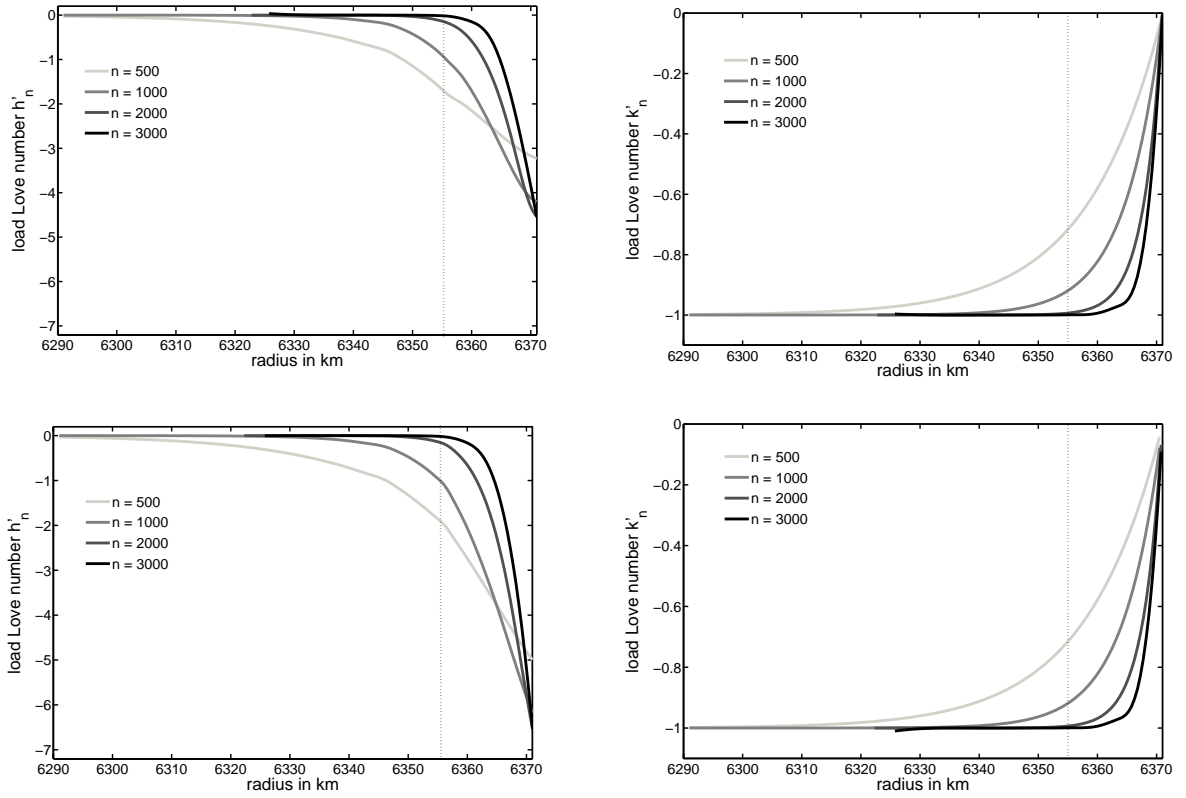 0
−1
−2
−3
−4
−5
−6
−7
load Love number h'n
n = 500
n = 1000
n = 2000
n = 3000
6290 6300 6310 6320 6330 6340 6350 6360 6370
radius in km
0
−0.2
−0.4
−0.6
−0.8
−1
load Love number k'n
n = 500
n = 1000
n = 2000
n = 3000
6290 6300 6310 6320 6330 6340 6350 6360 6370
radius in km
0
−1
−2
−3
−4
−5
−6
−7
load Love number h'n
n = 500
n = 1000
n = 2000
n = 3000
6290 6300 6310 6320 6330 6340 6350 6360 6370
radius in km
0
−0.2
−0.4
−0.6
−0.8
−1
load Love number k'n
n = 500
n = 1000
n = 2000
n = 3000
6290 6300 6310 6320 6330 6340 6350 6360 6370
radius in km